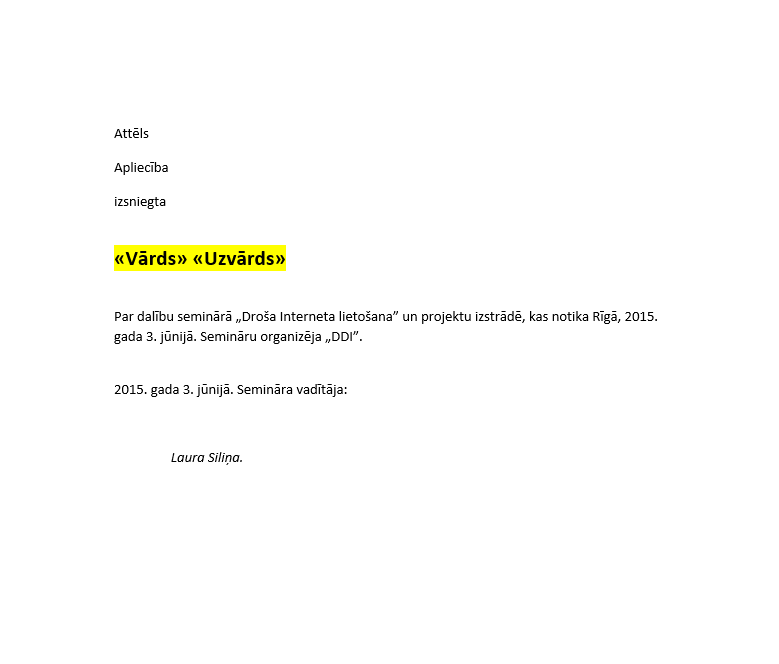 Attēls
Apliecība
izsniegta
«Vārds» «Uzvārds»
Par dalību seminārā „Droša Interneta lietošana” un projektu izstrādē, kas notika Rīgā, 2015.
gada 3. jūnijā. Semināru organizēja „DDI”.
2015. gada 3. jūnijā. Semināra vadītāja:
Laura Siliņa.